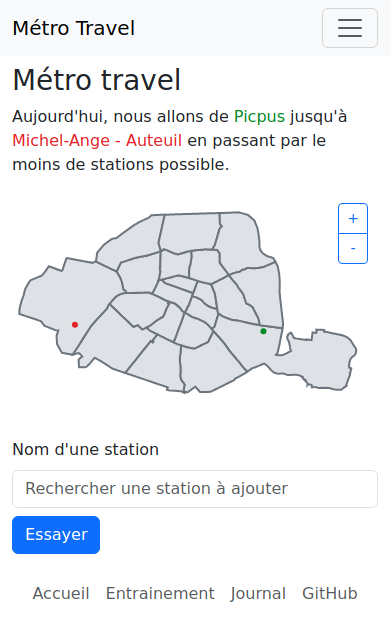 Métro Travel
Métro travel
Aujourd'hui, nous allons de Picpus jusqu'à
Michel-Ange - Auteuil en passant par le
moins de stations possible.
+
-
Nom d'une station
Rechercher une station à ajouter
Essayer
Accueil Entrainement Journal GitHub